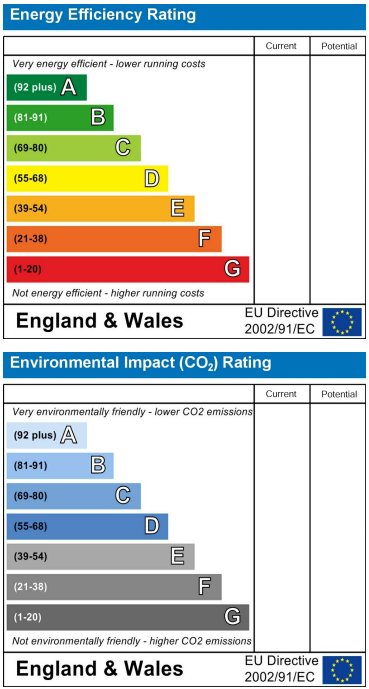 Energy Efficiency Rating
Current Potential
Very energy efficient - lower running costs
(92 plus) A
(81-91) B
(69-80) C
(55-68) D
(39-54) E
(21-38) F
(1-20) G
Not energy efficient - higher running costs
England & Wales
EU Directive
2002/91/EC
Environmental Impact (CO₂) Rating
Current Potential
Very environmentally friendly - lower CO2 emissions
(92 plus) A
(81-91) B
(69-80) C
(55-68) D
(39-54) E
(21-38) F
(1-20) G
Not environmentally friendly - higher CO2 emissions
England & Wales
EU Directive
2002/91/EC